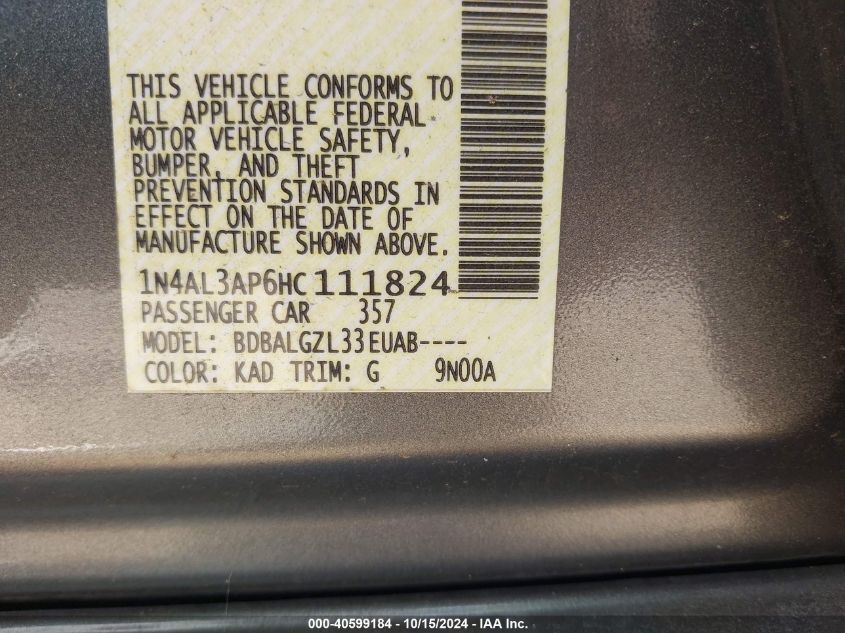 THIS VEHICLE CONFORMS TO
ALL APPLICABLE FEDERAL
MOTOR VEHICLE SAFETY,
BUMPER, AND THEFT
PREVENTION STANDARDS IN
EFFECT ON THE DATE OF
MANUFACTURE SHOWN ABOVE.
1N4AL3AP6HC111824
PASSENGER CAR 357
MODEL: BDBALGZL33EUAB----
COLOR: KAD TRIM: G 9N00A
000-40599184 - 10/15/2024 - IAA Inc.